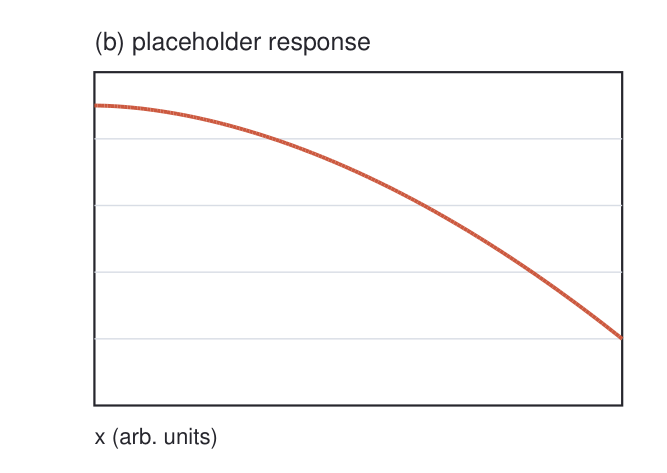 (b) placeholder response
x (arb. units)